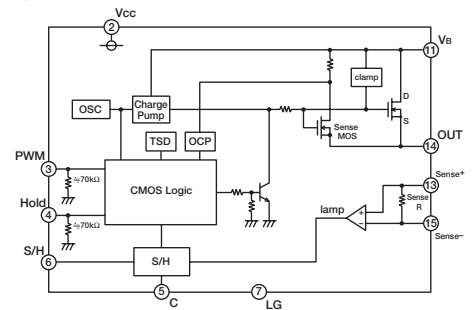 Vcc
2
VB
11
clamp
D
OSC
Charge
Pump
S
14
TSD
OCP
Sense
MOS
OUT
PWM
3
≒70kΩ
CMOS Logic
Sense+
13
Hold
4
≒70kΩ
Iamp
+
−
Sense
R
15
Sense−
S/H
6
S/H
5
C
7
LG